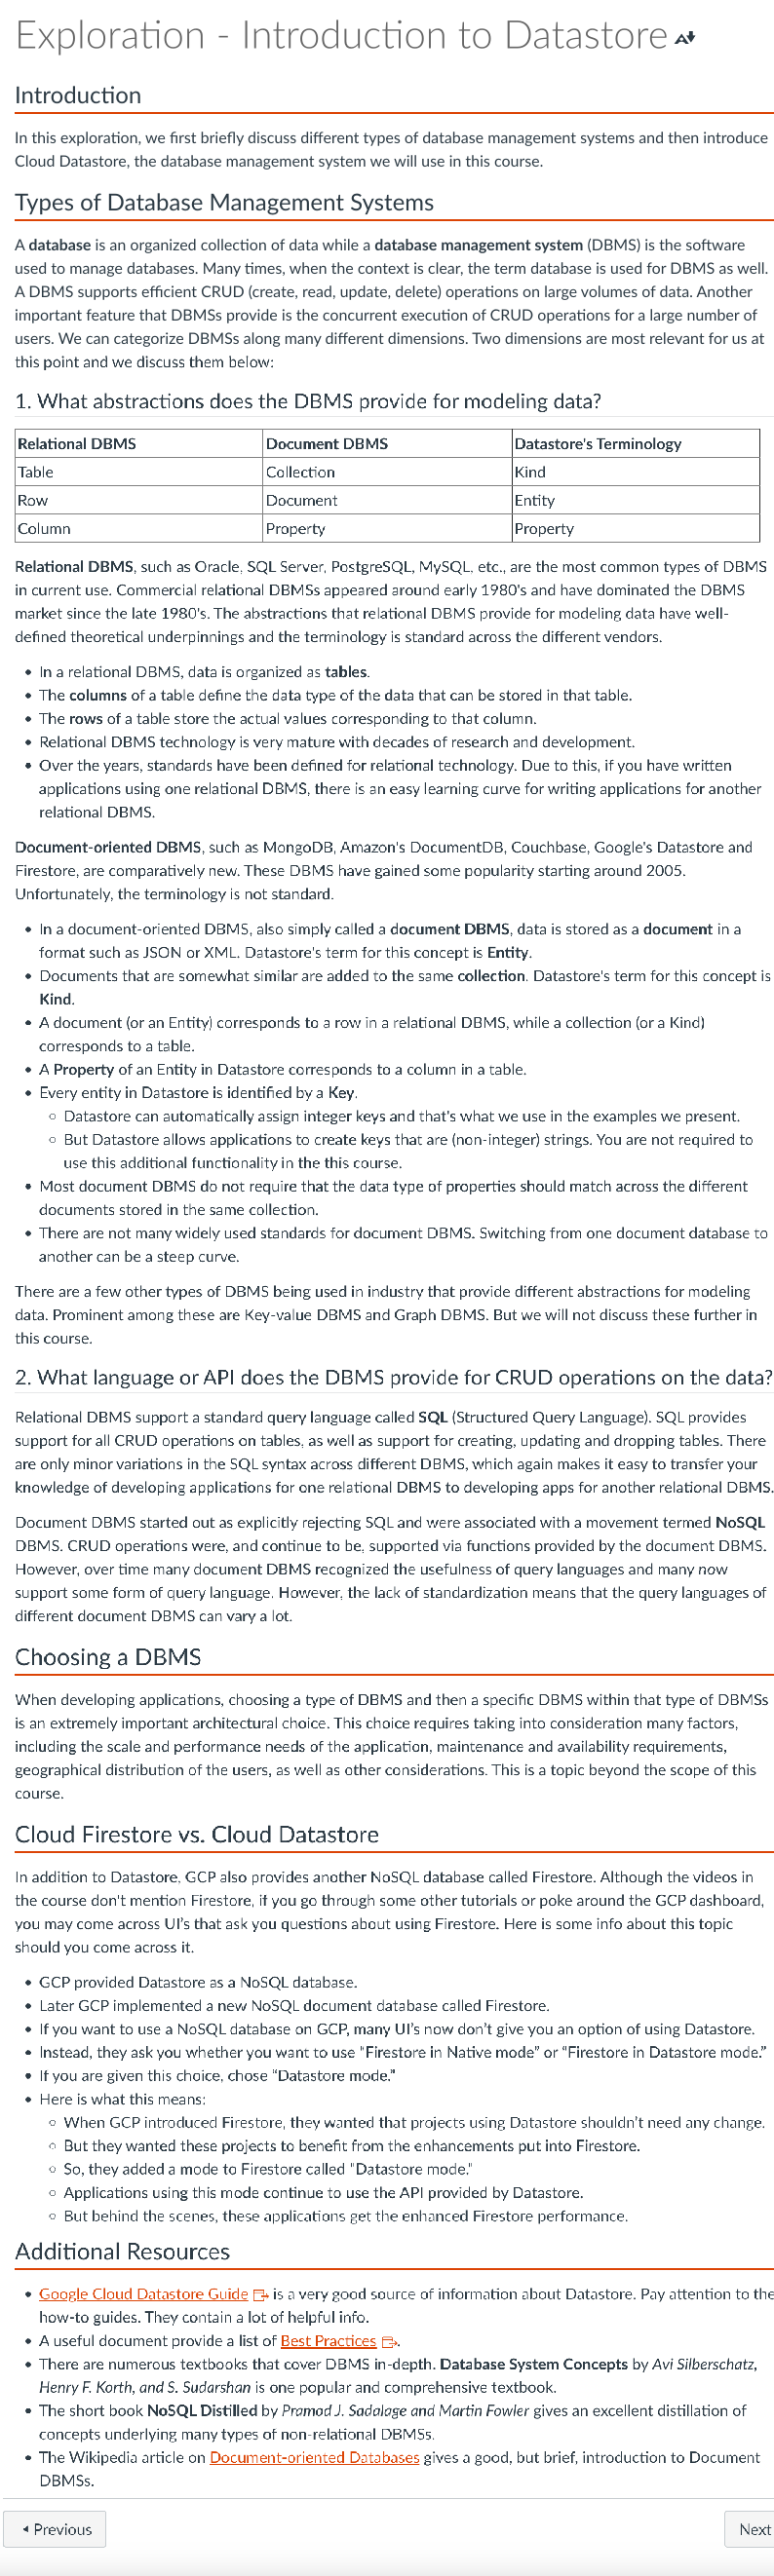 Exploration - Introduction to Datastore
Introduction
In this exploration, we first briefly discuss different types of database management systems and then introduce
Cloud Datastore, the database management system we will use in this course.
Types of Database Management Systems
A database is an organized collection of data while a database management system (DBMS) is the software
used to manage databases. Many times, when the context is clear, the term database is used for DBMS as well.
A DBMS supports efficient CRUD (create, read, update, delete) operations on large volumes of data. Another
important feature that DBMSs provide is the concurrent execution of CRUD operations for a large number of
users. We can categorize DBMSs along many different dimensions. Two dimensions are most relevant for us at
this point and we discuss them below:
1. What abstractions does the DBMS provide for modeling data?
Relational DBMS Document DBMS Datastore's Terminology
Table Collection Kind
Row Document Entity
Column Property Property
Relational DBMS, such as Oracle, SQL Server, PostgreSQL, MySQL, etc., are the most common types of DBMS
in current use. Commercial relational DBMSs appeared around early 1980's and have dominated the DBMS
market since the late 1980's. The abstractions that relational DBMS provide for modeling data have well-
defined theoretical underpinnings and the terminology is standard across the different vendors.
• In a relational DBMS, data is organized as tables.
• The columns of a table define the data type of the data that can be stored in that table.
• The rows of a table store the actual values corresponding to that column.
• Relational DBMS technology is very mature with decades of research and development.
• Over the years, standards have been defined for relational technology. Due to this, if you have written
applications using one relational DBMS, there is an easy learning curve for writing applications for another
relational DBMS.
Document-oriented DBMS, such as MongoDB, Amazon's DocumentDB, Couchbase, Google's Datastore and
Firestore, are comparatively new. These DBMS have gained some popularity starting around 2005.
Unfortunately, the terminology is not standard.
• In a document-oriented DBMS, also simply called a document DBMS, data is stored as a document in a
format such as JSON or XML. Datastore's term for this concept is Entity.
• Documents that are somewhat similar are added to the same collection. Datastore's term for this concept is
Kind.
• A document (or an Entity) corresponds to a row in a relational DBMS, while a collection (or a Kind)
corresponds to a table.
• A Property of an Entity in Datastore corresponds to a column in a table.
• Every entity in Datastore is identified by a Key.
◦ Datastore can automatically assign integer keys and that's what we use in the examples we present.
◦ But Datastore allows applications to create keys that are (non-integer) strings. You are not required to
use this additional functionality in the this course.
• Most document DBMS do not require that the data type of properties should match across the different
documents stored in the same collection.
• There are not many widely used standards for document DBMS. Switching from one document database to
another can be a steep curve.
There are a few other types of DBMS being used in industry that provide different abstractions for modeling
data. Prominent among these are Key-value DBMS and Graph DBMS. But we will not discuss these further in
this course.
2. What language or API does the DBMS provide for CRUD operations on the data?
Relational DBMS support a standard query language called SQL (Structured Query Language). SQL provides
support for all CRUD operations on tables, as well as support for creating, updating and dropping tables. There
are only minor variations in the SQL syntax across different DBMS, which again makes it easy to transfer your
knowledge of developing applications for one relational DBMS to developing apps for another relational DBMS.
Document DBMS started out as explicitly rejecting SQL and were associated with a movement termed NoSQL
DBMS. CRUD operations were, and continue to be, supported via functions provided by the document DBMS.
However, over time many document DBMS recognized the usefulness of query languages and many now
support some form of query language. However, the lack of standardization means that the query languages of
different document DBMS can vary a lot.
Choosing a DBMS
When developing applications, choosing a type of DBMS and then a specific DBMS within that type of DBMSs
is an extremely important architectural choice. This choice requires taking into consideration many factors,
including the scale and performance needs of the application, maintenance and availability requirements,
geographical distribution of the users, as well as other considerations. This is a topic beyond the scope of this
course.
Cloud Firestore vs. Cloud Datastore
In addition to Datastore, GCP also provides another NoSQL database called Firestore. Although the videos in
the course don't mention Firestore, if you go through some other tutorials or poke around the GCP dashboard,
you may come across UI's that ask you questions about using Firestore. Here is some info about this topic
should you come across it.
• GCP provided Datastore as a NoSQL database.
• Later GCP implemented a new NoSQL document database called Firestore.
• If you want to use a NoSQL database on GCP, many UI's now don't give you an option of using Datastore.
• Instead, they ask you whether you want to use "Firestore in Native mode" or "Firestore in Datastore mode."
• If you are given this choice, chose "Datastore mode."
• Here is what this means:
◦ When GCP introduced Firestore, they wanted that projects using Datastore shouldn't need any change.
◦ But they wanted these projects to benefit from the enhancements put into Firestore.
◦ So, they added a mode to Firestore called "Datastore mode."
◦ Applications using this mode continue to use the API provided by Datastore.
◦ But behind the scenes, these applications get the enhanced Firestore performance.
Additional Resources
• Google Cloud Datastore Guide is a very good source of information about Datastore. Pay attention to the
how-to guides. They contain a lot of helpful info.
• A useful document provide a list of Best Practices.
• There are numerous textbooks that cover DBMS in-depth. Database System Concepts by Avi Silberschatz,
Henry F. Korth, and S. Sudarshan is one popular and comprehensive textbook.
• The short book NoSQL Distilled by Pramod J. Sadalage and Martin Fowler gives an excellent distillation of
concepts underlying many types of non-relational DBMSs.
• The Wikipedia article on Document-oriented Databases gives a good, but brief, introduction to Document
DBMSs.
Previous Next